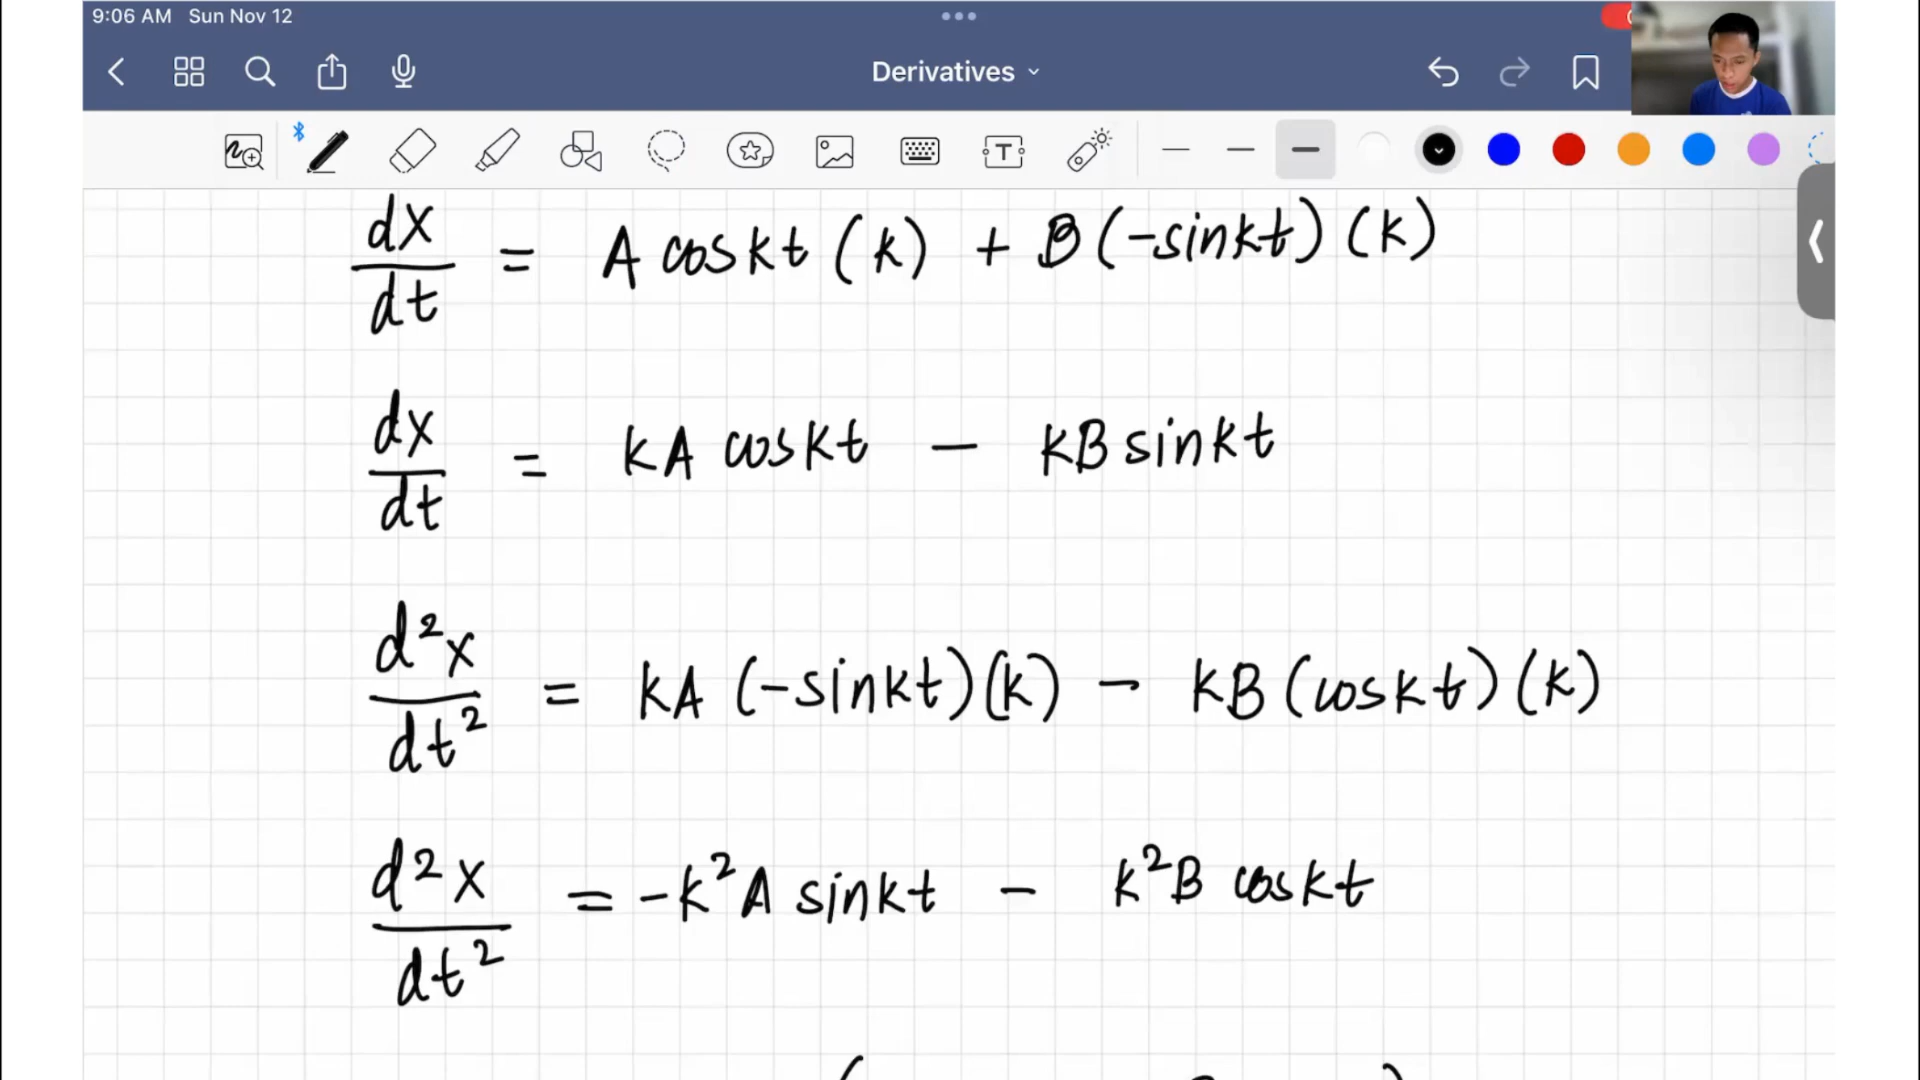 9:06 AM Sun Nov 12
Derivatives
dx/dt = A cos kt (k) + B (-sin kt) (k)
dx/dt = kA cos kt - kB sin kt
d²x/dt² = kA (-sin kt)(k) - kB (cos kt) (k)
d²x/dt² = -k²A sin kt - k²B cos kt